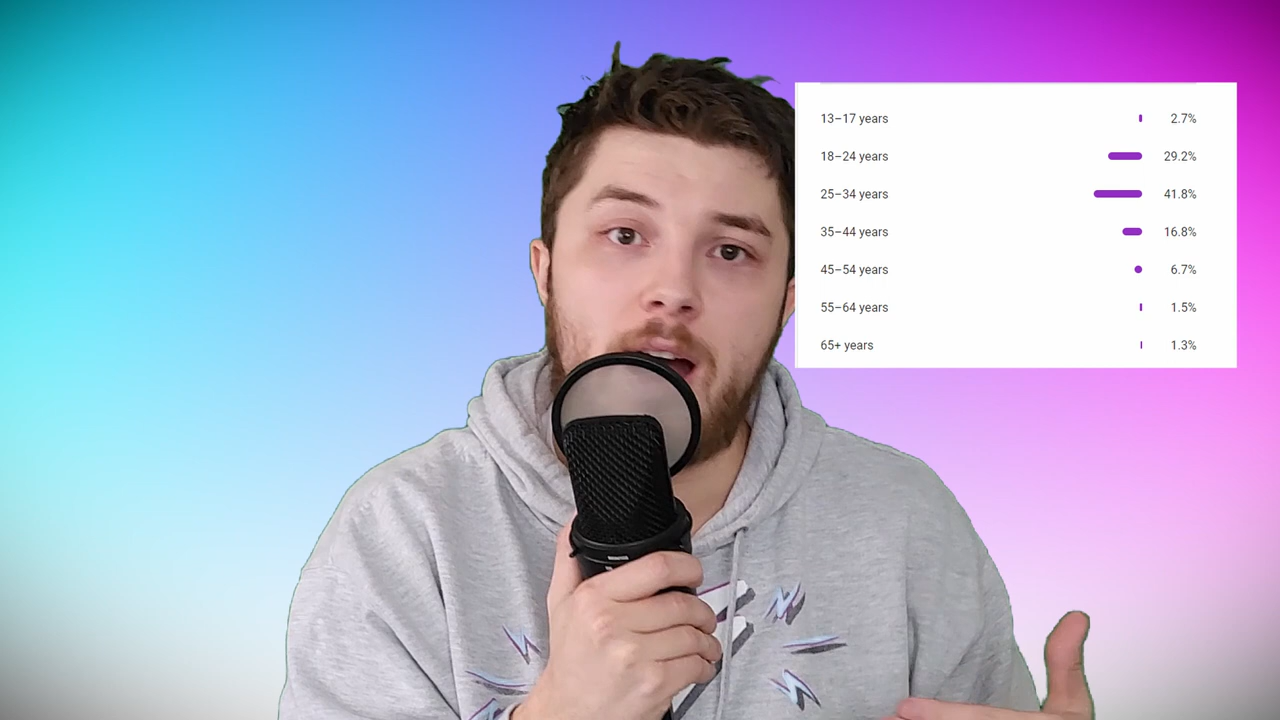 13–17 years 2.7%
18–24 years 29.2%
25–34 years 41.8%
35–44 years 16.8%
45–54 years 6.7%
55–64 years 1.5%
65+ years 1.3%